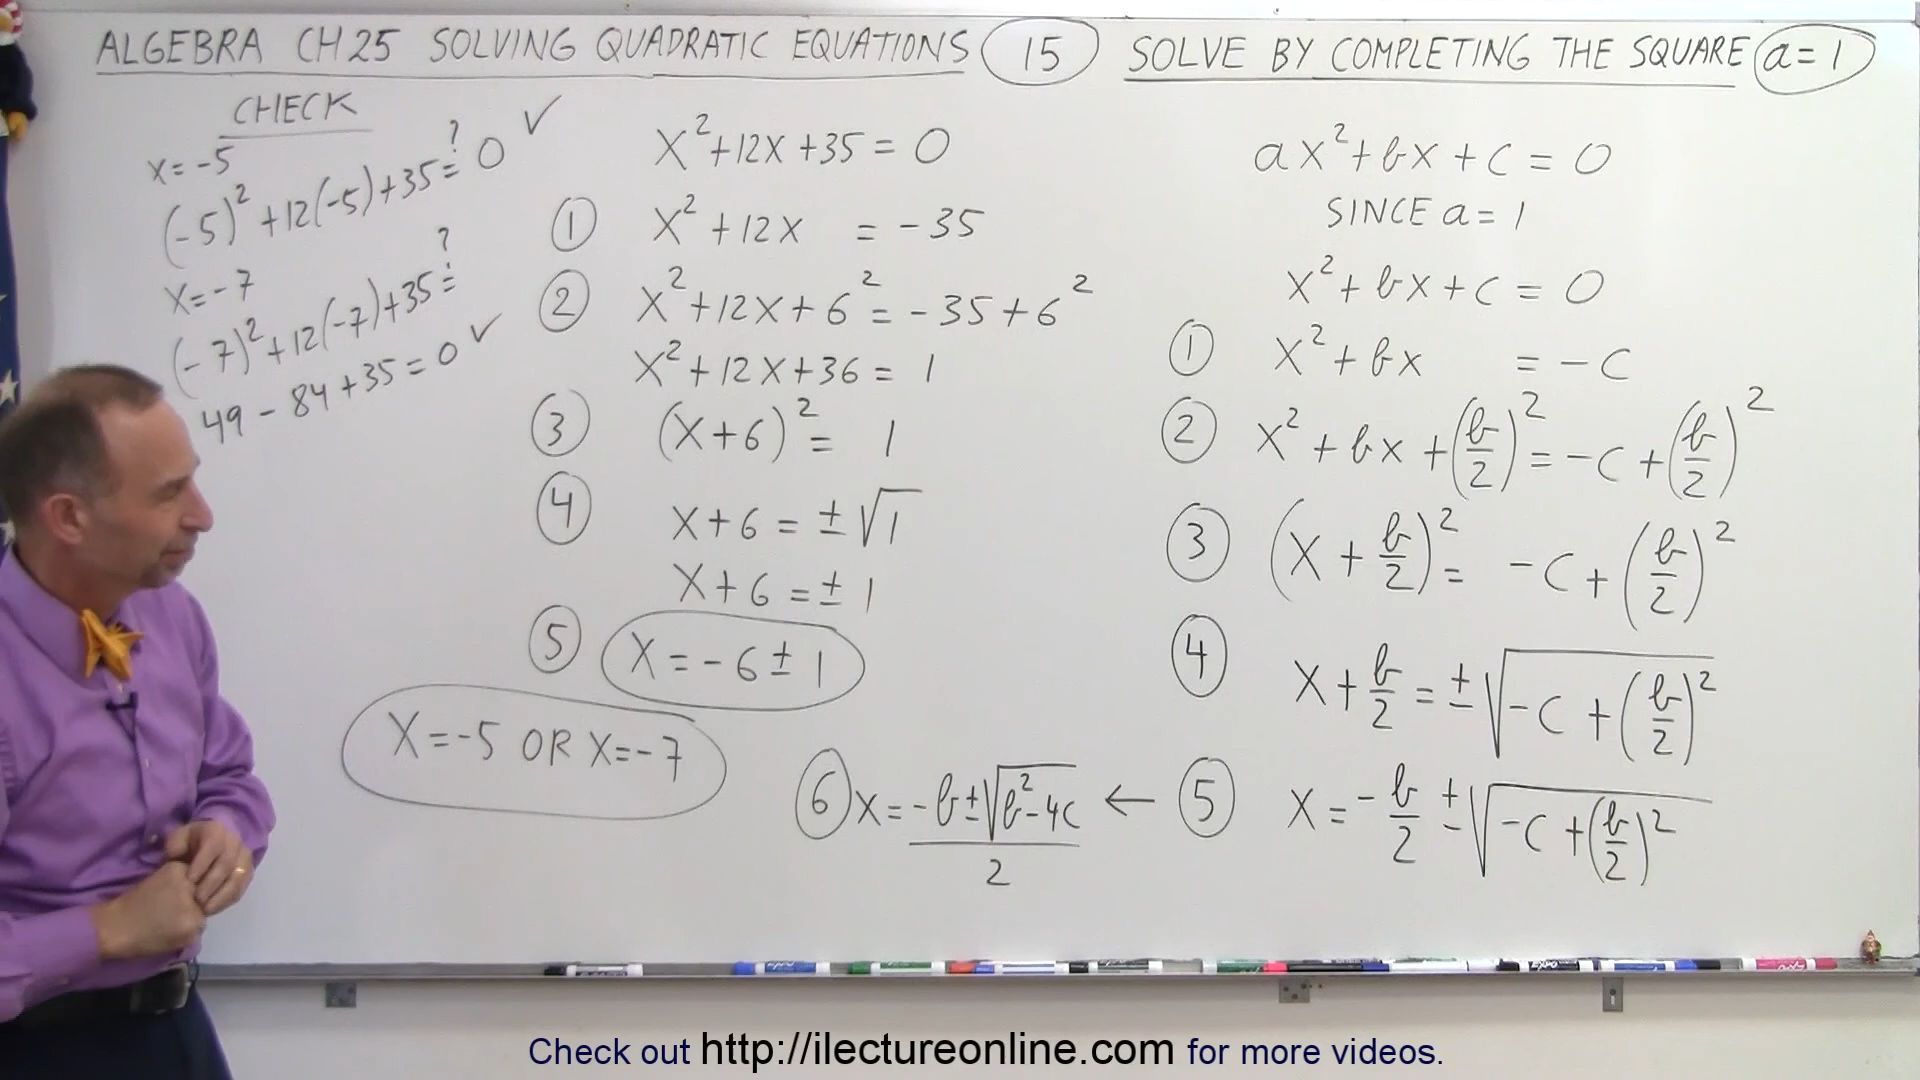 ALGEBRA CH 25 SOLVING QUADRATIC EQUATIONS 15 SOLVE BY COMPLETING THE SQUARE a = 1
CHECK
x = -5
(-5)² + 12(-5) + 35 =? 0 ✓
x = -7
(-7)² + 12(-7) + 35 =?
49 - 84 + 35 = 0 ✓
x² + 12x + 35 = 0
① x² + 12x = -35
② x² + 12x + 6² = -35 + 6²
x² + 12x + 36 = 1
③ (x + 6)² = 1
④ x + 6 = ±√1
x + 6 = ± 1
⑤ x = -6 ± 1
x = -5 OR x = -7
ax² + bx + c = 0
SINCE a = 1
x² + bx + c = 0
① x² + bx = -c
② x² + bx + (b/2)² = -c + (b/2)²
③ (x + b/2)² = -c + (b/2)²
④ x + b/2 = ±√(-c + (b/2)²)
⑤ x = -b/2 ± √(-c + (b/2)²)
← ⑥ x = (-b ± √(b² - 4c))/2
Check out http://ilectureonline.com for more videos.